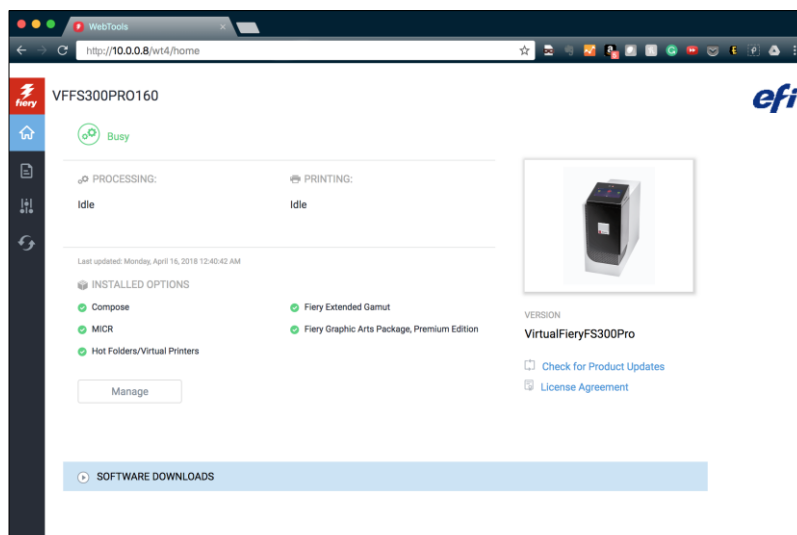 WebTools
http://10.0.0.8/wt4/home
fiery
VFFS300PRO160
efi
Busy
PROCESSING:
PRINTING:
Idle
Idle
Last updated: Monday, April 16, 2018 12:40:42 AM
INSTALLED OPTIONS
Compose
Fiery Extended Gamut
MICR
Fiery Graphic Arts Package, Premium Edition
Hot Folders/Virtual Printers
Manage
VERSION
VirtualFieryFS300Pro
Check for Product Updates
License Agreement
SOFTWARE DOWNLOADS